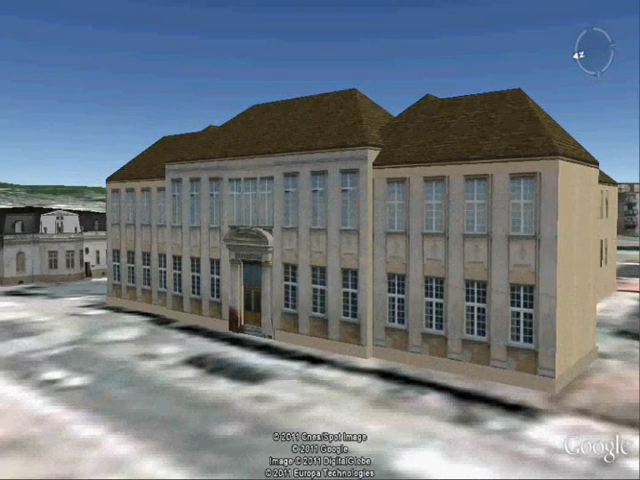 © 2011 Cnes/Spot Image
© 2011 Google
Image © 2011 DigitalGlobe
© 2011 Europa Technologies
Google